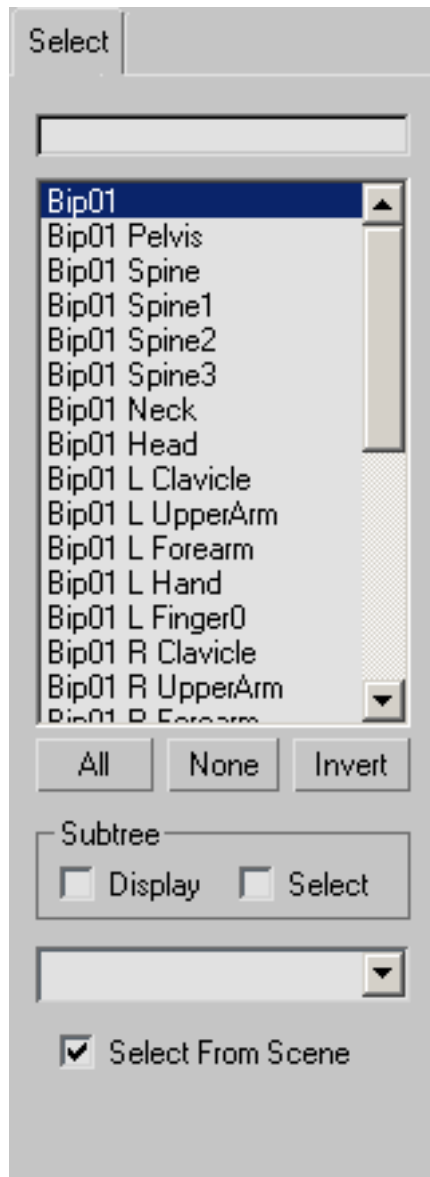 Select
Bip01
Bip01 Pelvis
Bip01 Spine
Bip01 Spine1
Bip01 Spine2
Bip01 Spine3
Bip01 Neck
Bip01 Head
Bip01 L Clavicle
Bip01 L UpperArm
Bip01 L Forearm
Bip01 L Hand
Bip01 L Finger0
Bip01 R Clavicle
Bip01 R UpperArm
Bip01 R Forearm
All None Invert
Subtree
Display Select
Select From Scene